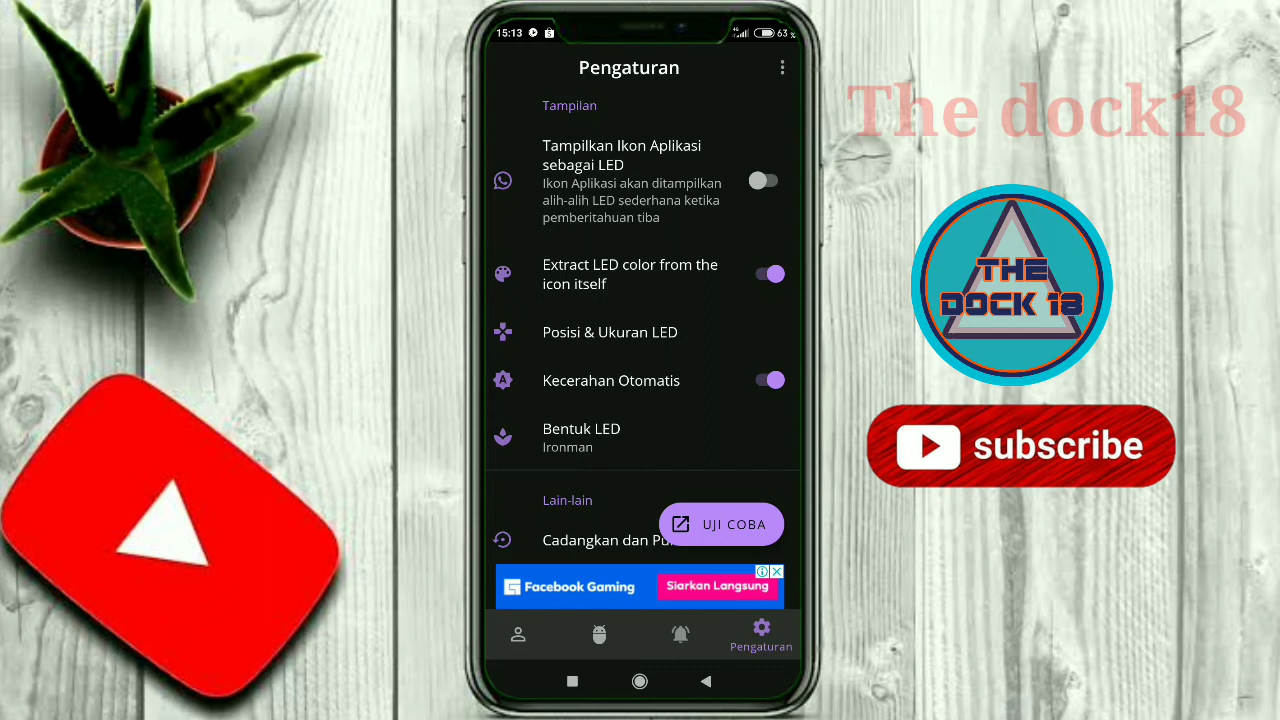 15:13
4G
63 %
Pengaturan
Tampilan
Tampilkan Ikon Aplikasi
sebagai LED
Ikon Aplikasi akan ditampilkan
alih-alih LED sederhana ketika
pemberitahuan tiba
Extract LED color from the
icon itself
Posisi & Ukuran LED
A
Kecerahan Otomatis
Bentuk LED
Ironman
Lain-lain
Cadangkan dan Pu
UJI COBA
Facebook Gaming
Siarkan Langsung
Pengaturan
The dock18
THE
DOCK 18
subscribe